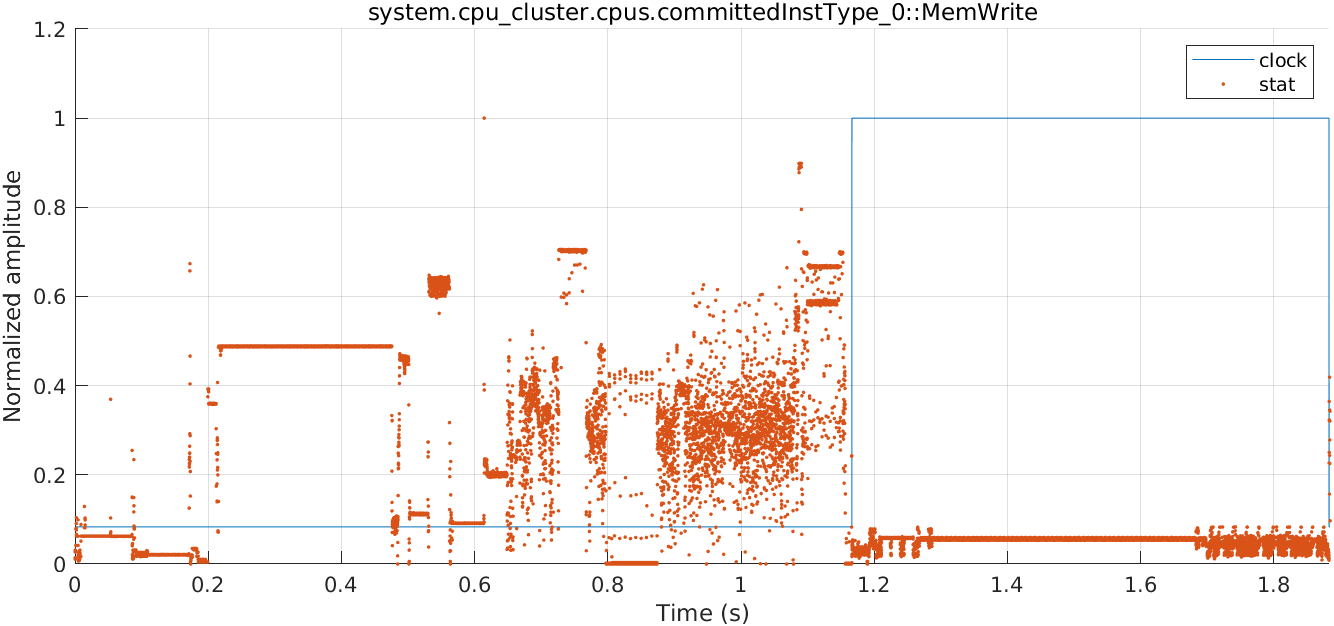 system.cpu_cluster.cpus.committedInstType_0::MemWrite
clock
stat
Normalized amplitude
1.2
1
0.8
0.6
0.4
0.2
0
0 0.2 0.4 0.6 0.8 1 1.2 1.4 1.6 1.8
Time (s)